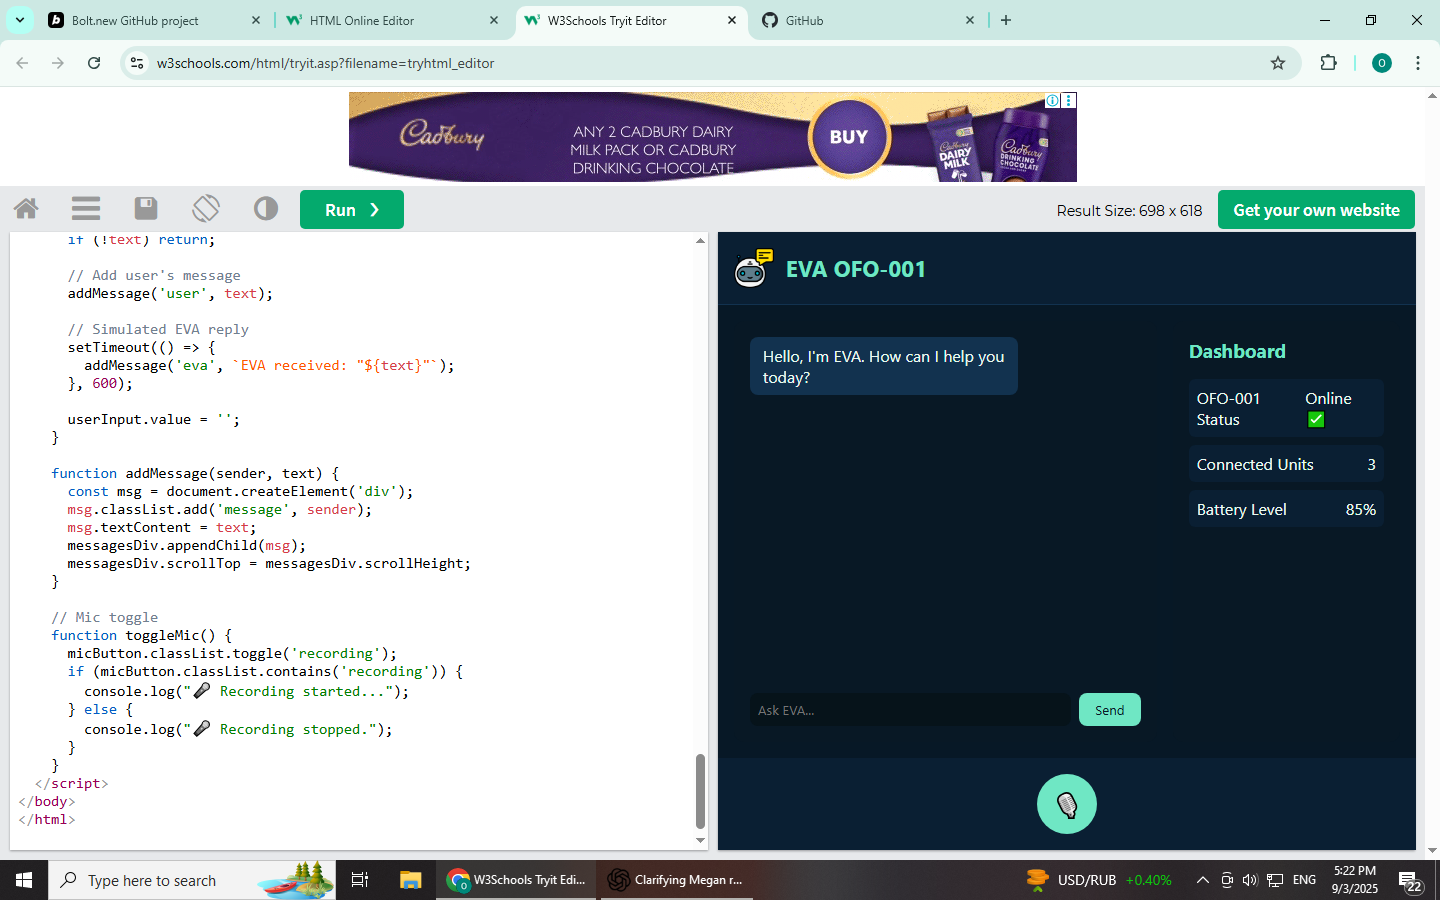 Bolt.new GitHub project
HTML Online Editor
W3Schools Tryit Editor
GitHub
w3schools.com/html/tryit.asp?filename=tryhtml_editor
O
Cadbury
ANY 2 CADBURY DAIRY
MILK PACK OR CADBURY
DRINKING CHOCOLATE
BUY
Cadbury
DAIRY
MILK
Cadbury
DRINKING
CHOCOLATE
Run ❯
Result Size: 698 x 618
Get your own website
if (!text) return;
// Add user's message
addMessage('user', text);
// Simulated EVA reply
setTimeout(() => {
addMessage('eva', `EVA received: "${text}"`);
}, 600);
userInput.value = '';
}
function addMessage(sender, text) {
const msg = document.createElement('div');
msg.classList.add('message', sender);
msg.textContent = text;
messagesDiv.appendChild(msg);
messagesDiv.scrollTop = messagesDiv.scrollHeight;
}
// Mic toggle
function toggleMic() {
micButton.classList.toggle('recording');
if (micButton.classList.contains('recording')) {
console.log("🎤 Recording started...");
} else {
console.log("🎤 Recording stopped.");
}
}
</script>
</body>
</html>
EVA OFO-001
Hello, I'm EVA. How can I help you
today?
Ask EVA...
Send
Dashboard
OFO-001 Online
Status ✅
Connected Units 3
Battery Level 85%
Type here to search
W3Schools Tryit Edi...
Clarifying Megan r...
USD/RUB +0.40%
ENG
5:22 PM
9/3/2025
22